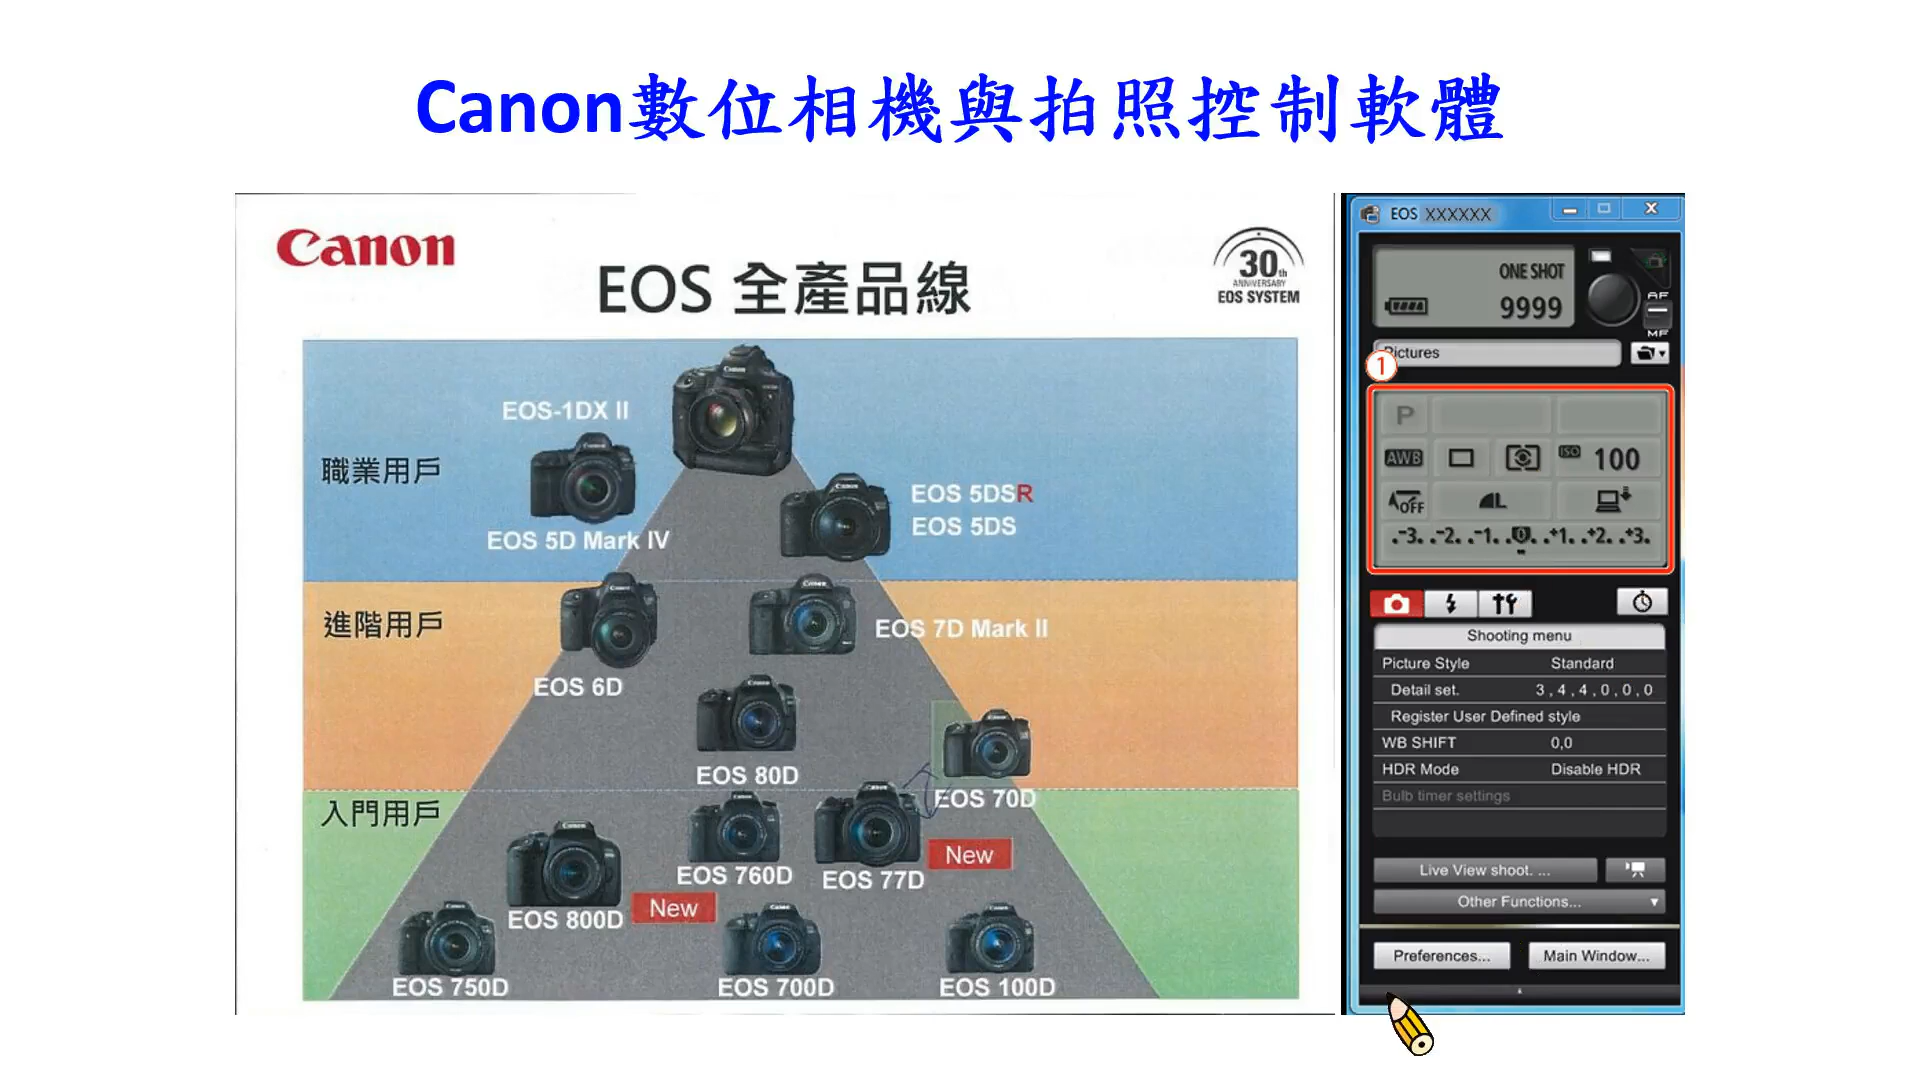 Canon數位相機與拍照控制軟體
Canon
EOS 全產品線
30th
ANNIVERSARY
EOS SYSTEM
職業用戶
EOS-1DX II
EOS 5D Mark IV
EOS 5DSR
EOS 5DS
進階用戶
EOS 6D
EOS 7D Mark II
EOS 80D
EOS 70D
入門用戶
EOS 760D
EOS 77D
New
EOS 800D
New
EOS 750D
EOS 700D
EOS 100D
EOS XXXXXX
ONE SHOT
9999
AF
MF
Pictures
1
P
AWB
ISO 100
OFF
L
.-3. .-2. .-1. .0. .+1. .+2. .+3.
Shooting menu
Picture Style Standard
Detail set. 3 , 4 , 4 , 0 , 0 , 0
Register User Defined style
WB SHIFT 0,0
HDR Mode Disable HDR
Bulb timer settings
Live View shoot. ...
Other Functions...
Preferences... Main Window...